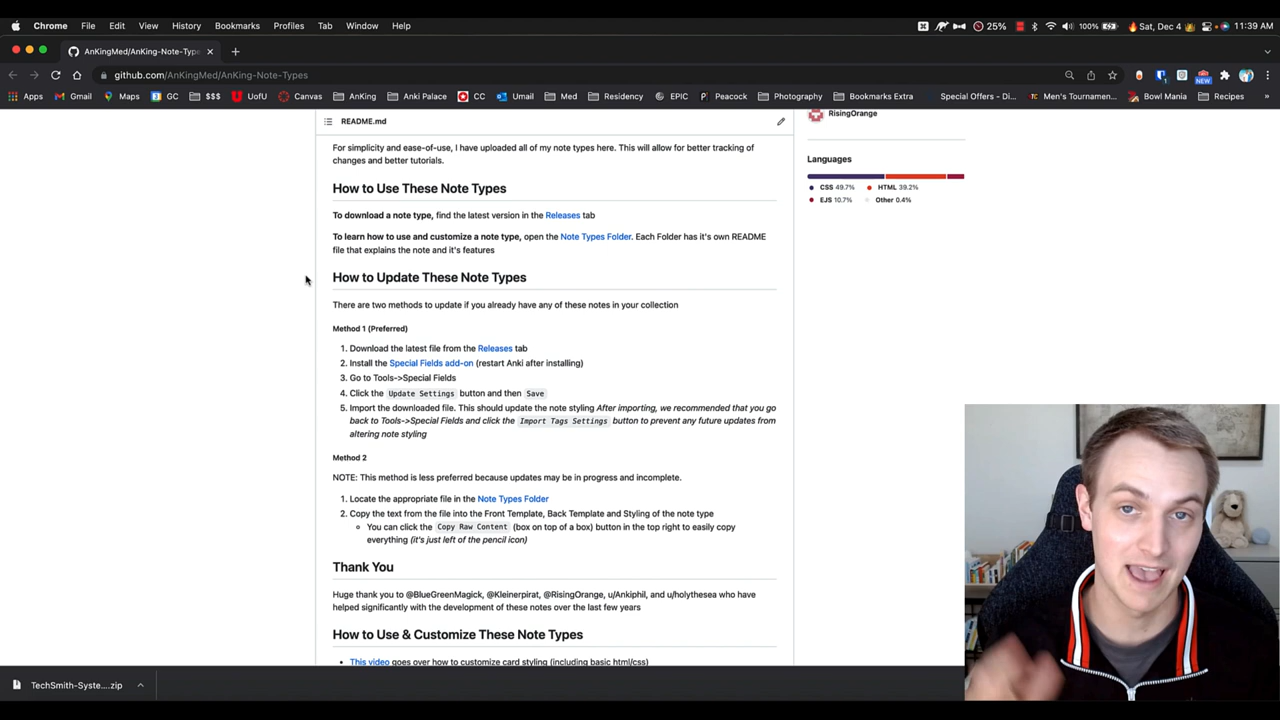 Chrome File Edit View History Bookmarks Profiles Tab Window Help 25% 100% Sat, Dec 4 11:39 AM
AnKingMed/AnKing-Note-Type
github.com/AnKingMed/AnKing-Note-Types
Apps Gmail Maps GC $$$ UofU Canvas AnKing Anki Palace CC Umail Med Residency EPIC Peacock Photography Bookmarks Extra Special Offers - Di... Men's Tournamen... Bowl Mania Recipes »
NEW
README.md
RisingOrange
For simplicity and ease-of-use, I have uploaded all of my note types here. This will allow for better tracking of
changes and better tutorials.
Languages
CSS 49.7% HTML 39.2%
EJS 10.7% Other 0.4%
How to Use These Note Types
To download a note type, find the latest version in the Releases tab
To learn how to use and customize a note type, open the Note Types Folder. Each Folder has it's own README
file that explains the note and it's features
How to Update These Note Types
There are two methods to update if you already have any of these notes in your collection
Method 1 (Preferred)
1. Download the latest file from the Releases tab
2. Install the Special Fields add-on (restart Anki after installing)
3. Go to Tools->Special Fields
4. Click the Update Settings button and then Save
5. Import the downloaded file. This should update the note styling After importing, we recommended that you go
back to Tools->Special Fields and click the Import Tags Settings button to prevent any future updates from
altering note styling
Method 2
NOTE: This method is less preferred because updates may be in progress and incomplete.
1. Locate the appropriate file in the Note Types Folder
2. Copy the text from the file into the Front Template, Back Template and Styling of the note type
You can click the Copy Raw Content (box on top of a box) button in the top right to easily copy
everything (it's just left of the pencil icon)
Thank You
Huge thank you to @BlueGreenMagick, @Kleinerpirat, @RisingOrange, u/Ankiphil, and u/holythesea who have
helped significantly with the development of these notes over the last few years
How to Use & Customize These Note Types
This video goes over how to customize card styling (including basic html/css)
TechSmith-Syste....zip